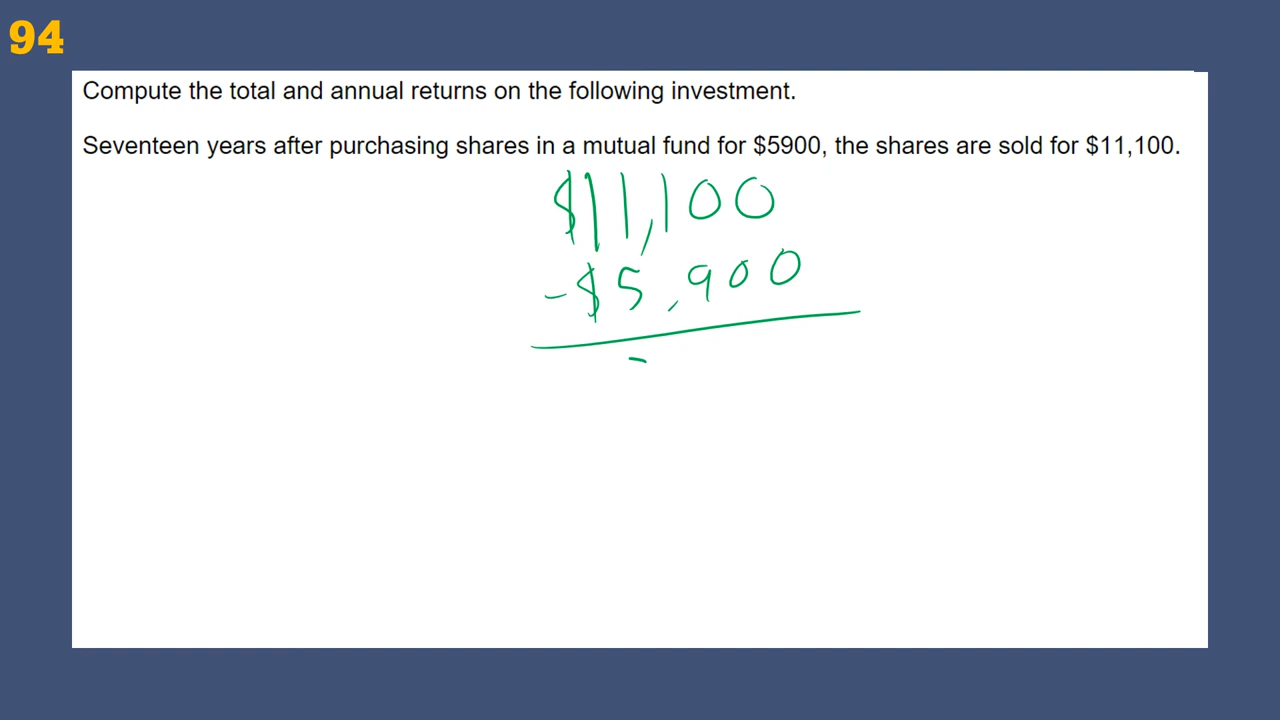 94
Compute the total and annual returns on the following investment.
Seventeen years after purchasing shares in a mutual fund for $5900, the shares are sold for $11,100.
$11,100
- $5,900